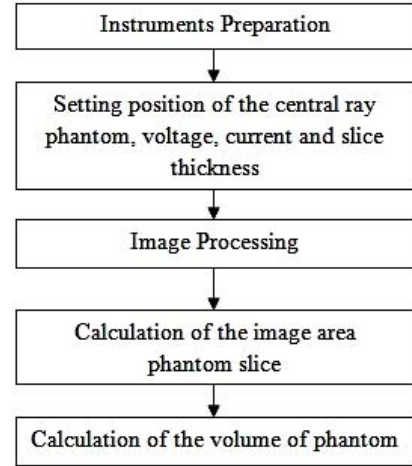 Instruments Preparation
Setting position of the central ray
phantom, voltage, current and slice
thickness
Image Processing
Calculation of the image area
phantom slice
Calculation of the volume of phantom